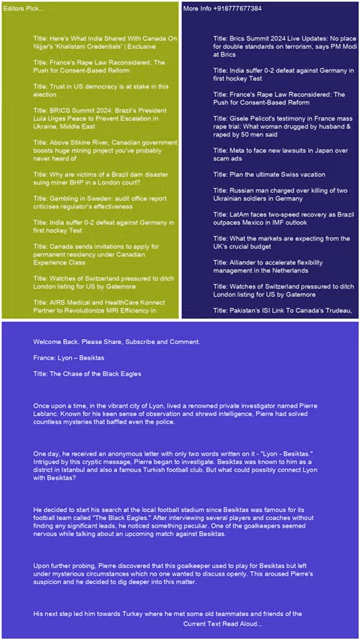 Editors Pick...
Title: Here's What India Shared With Canada On
Nijjar's 'Khalistani Credentials' | Exclusive
Title: France's Rape Law Reconsidered: The
Push for Consent-Based Reform
Title: Trust in US democracy is at stake in this
election
Title: BRICS Summit 2024: Brazil's President
Lula Urges Peace to Prevent Escalation in
Ukraine, Middle East
Title: Above Stikine River, Canadian government
boosts huge mining project you've probably
never heard of
Title: Why are victims of a Brazil dam disaster
suing miner BHP in a London court?
Title: Gambling in Sweden: audit office report
criticises regulator's effectiveness
Title: India suffer 0-2 defeat against Germany in
first hockey Test
Title: Canada sends invitations to apply for
permanent residency under Canadian
Experience Class
Title: Watches of Switzerland pressured to ditch
London listing for US by Gatemore
Title: AIRS Medical and HealthCare Konnect
Partner to Revolutionize MRI Efficiency in
More Info +918777677384
Title: Brics Summit 2024 Live Updates: No place
for double standards on terrorism, says PM Modi
at Brics
Title: India suffer 0-2 defeat against Germany in
first hockey Test
Title: France's Rape Law Reconsidered: The
Push for Consent-Based Reform
Title: Gisele Pelicot's testimony in France mass
rape trial: What woman drugged by husband &
raped by 50 men said
Title: Meta to face new lawsuits in Japan over
scam ads
Title: Plan the ultimate Swiss vacation
Title: Russian man charged over killing of two
Ukrainian soldiers in Germany
Title: LatAm faces two-speed recovery as Brazil
outpaces Mexico in IMF outlook
Title: What the markets are expecting from the
UK's crucial budget
Title: Alliander to accelerate flexibility
management in the Netherlands
Title: Watches of Switzerland pressured to ditch
London listing for US by Gatemore
Title: Pakistan's ISI Link To Canada's Trudeau,
Welcome Back. Please Share, Subscribe and Comment.
France: Lyon – Besiktas
Title: The Chase of the Black Eagles
Once upon a time, in the vibrant city of Lyon, lived a renowned private investigator named Pierre
Leblanc. Known for his keen sense of observation and shrewd intelligence, Pierre had solved
countless mysteries that baffled even the police.
One day, he received an anonymous letter with only two words written on it - "Lyon - Besiktas."
Intrigued by this cryptic message, Pierre began to investigate. Besiktas was known to him as a
district in Istanbul and also a famous Turkish football club. But what could possibly connect Lyon
with Besiktas?
He decided to start his search at the local football stadium since Besiktas was famous for its
football team called "The Black Eagles." After interviewing several players and coaches without
finding any significant leads, he noticed something peculiar. One of the goalkeepers seemed
nervous while talking about an upcoming match against Besiktas.
Upon further probing, Pierre discovered that this goalkeeper used to play for Besiktas but left
under mysterious circumstances which no one wanted to discuss openly. This aroused Pierre's
suspicion and he decided to dig deeper into this matter.
His next step led him towards Turkey where he met some old teammates and friends of the
Current Text Read Aloud...